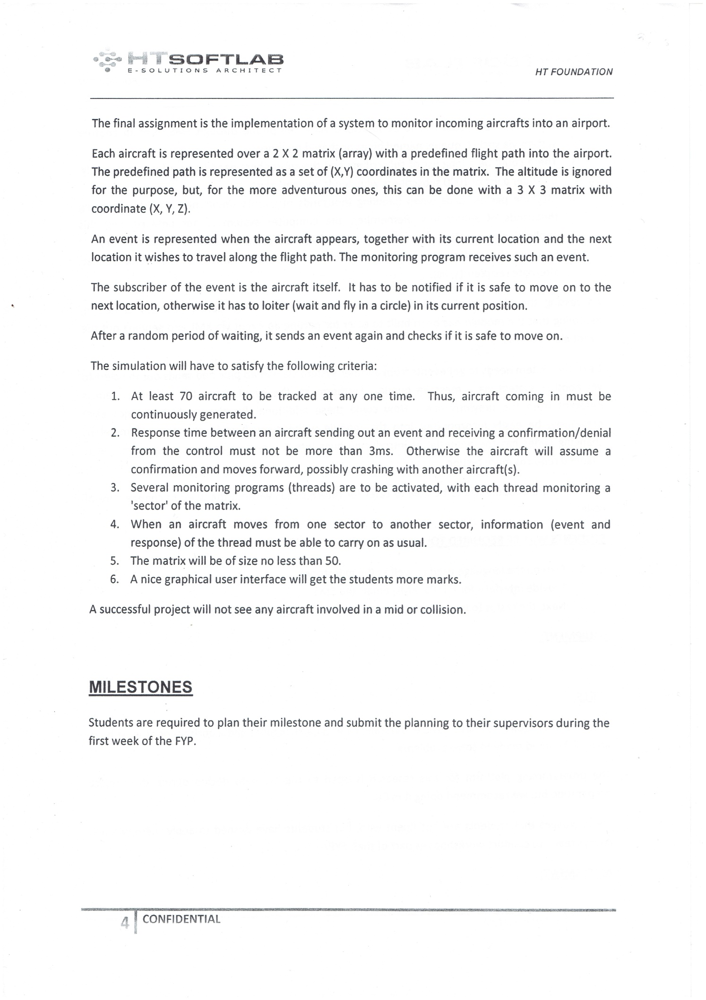 HTSOFTLAB
E-SOLUTIONS ARCHITECT
HT FOUNDATION
The final assignment is the implementation of a system to monitor incoming aircrafts into an airport.
Each aircraft is represented over a 2 X 2 matrix (array) with a predefined flight path into the airport.
The predefined path is represented as a set of (X,Y) coordinates in the matrix. The altitude is ignored
for the purpose, but, for the more adventurous ones, this can be done with a 3 X 3 matrix with
coordinate (X, Y, Z).
An event is represented when the aircraft appears, together with its current location and the next
location it wishes to travel along the flight path. The monitoring program receives such an event.
The subscriber of the event is the aircraft itself. It has to be notified if it is safe to move on to the
next location, otherwise it has to loiter (wait and fly in a circle) in its current position.
After a random period of waiting, it sends an event again and checks if it is safe to move on.
The simulation will have to satisfy the following criteria:
1. At least 70 aircraft to be tracked at any one time. Thus, aircraft coming in must be
continuously generated.
2. Response time between an aircraft sending out an event and receiving a confirmation/denial
from the control must not be more than 3ms. Otherwise the aircraft will assume a
confirmation and moves forward, possibly crashing with another aircraft(s).
3. Several monitoring programs (threads) are to be activated, with each thread monitoring a
'sector' of the matrix.
4. When an aircraft moves from one sector to another sector, information (event and
response) of the thread must be able to carry on as usual.
5. The matrix will be of size no less than 50.
6. A nice graphical user interface will get the students more marks.
A successful project will not see any aircraft involved in a mid or collision.
MILESTONES
Students are required to plan their milestone and submit the planning to their supervisors during the
first week of the FYP.
4 CONFIDENTIAL